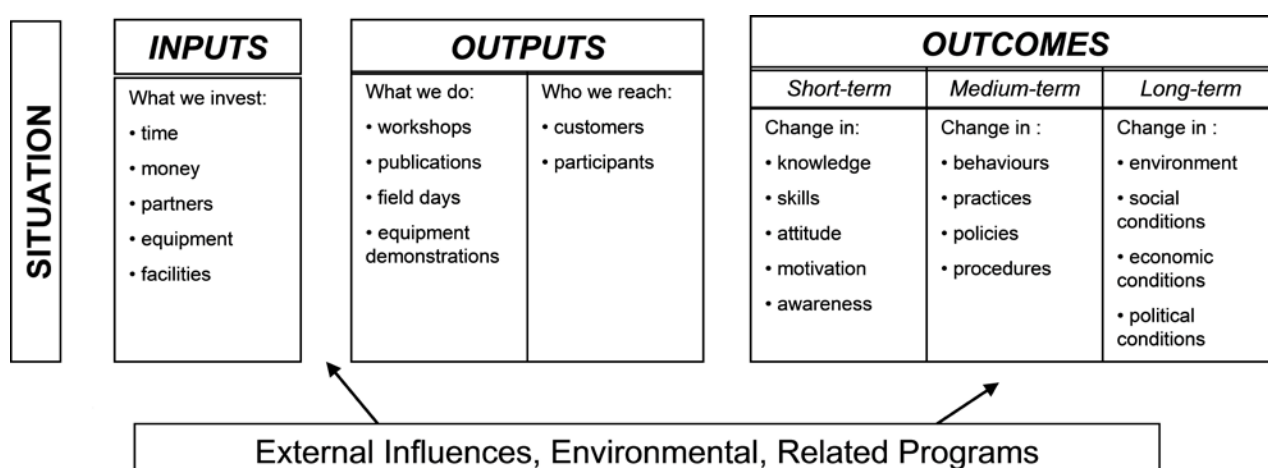 SITUATION
INPUTS
What we invest:
• time
• money
• partners
• equipment
• facilities
OUTPUTS
What we do:
• workshops
• publications
• field days
• equipment
demonstrations
Who we reach:
• customers
• participants
OUTCOMES
Short-term
Change in:
• knowledge
• skills
• attitude
• motivation
• awareness
Medium-term
Change in :
• behaviours
• practices
• policies
• procedures
Long-term
Change in :
• environment
• social
conditions
• economic
conditions
• political
conditions
External Influences, Environmental, Related Programs